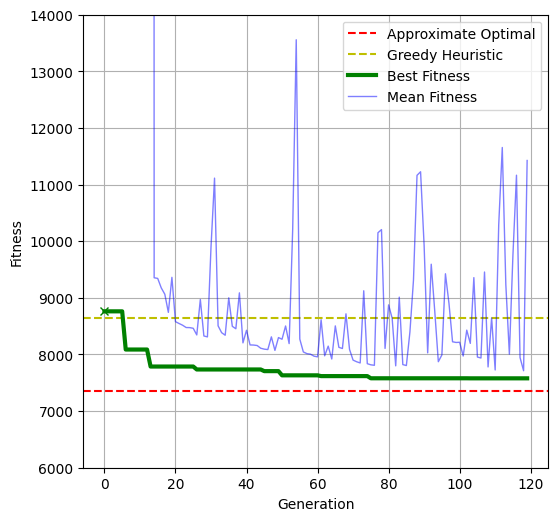 Approximate Optimal
Greedy Heuristic
Best Fitness
Mean Fitness
14000
13000
12000
11000
10000
9000
8000
7000
6000
Fitness
0 20 40 60 80 100 120
Generation